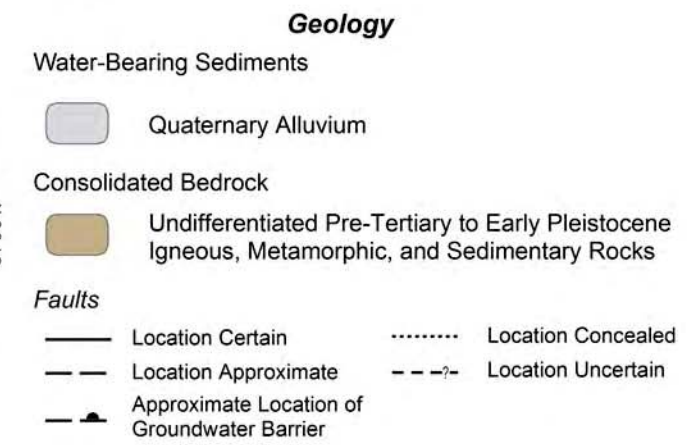 Geology
Water-Bearing Sediments
Quaternary Alluvium
Consolidated Bedrock
Undifferentiated Pre-Tertiary to Early Pleistocene
Igneous, Metamorphic, and Sedimentary Rocks
Faults
Location Certain
Location Concealed
Location Approximate
?
Location Uncertain
Approximate Location of
Groundwater Barrier